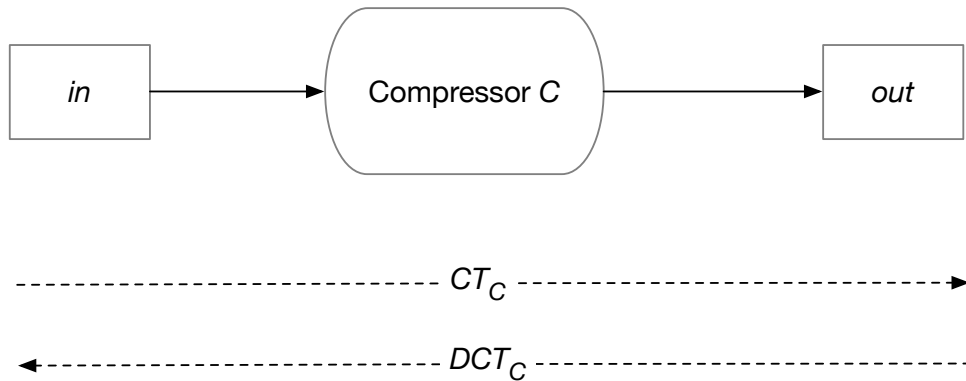 in
Compressor C
out
CT_C
DCT_C